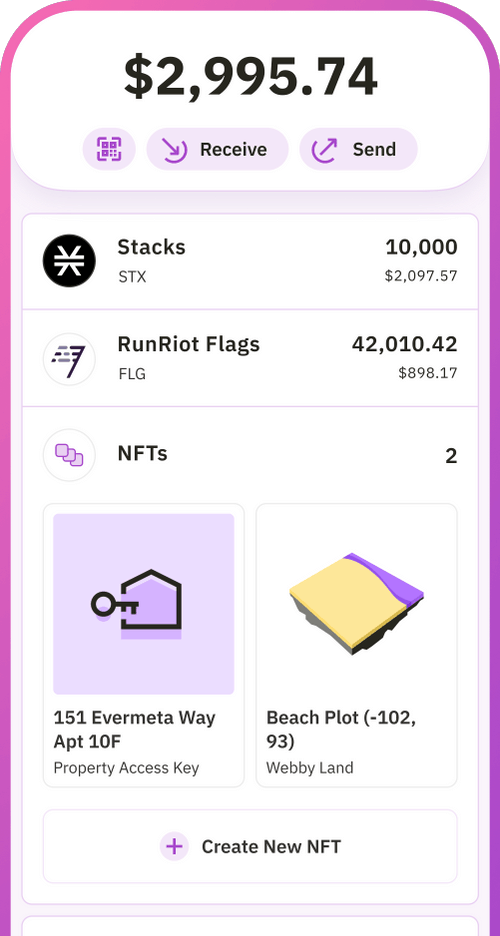 $2,995.74
Receive
Send
Stacks
10,000
STX
$2,097.57
RunRiot Flags
42,010.42
FLG
$898.17
NFTs
2
151 Evermeta Way
Apt 10F
Property Access Key
Beach Plot (-102,
93)
Webby Land
Create New NFT